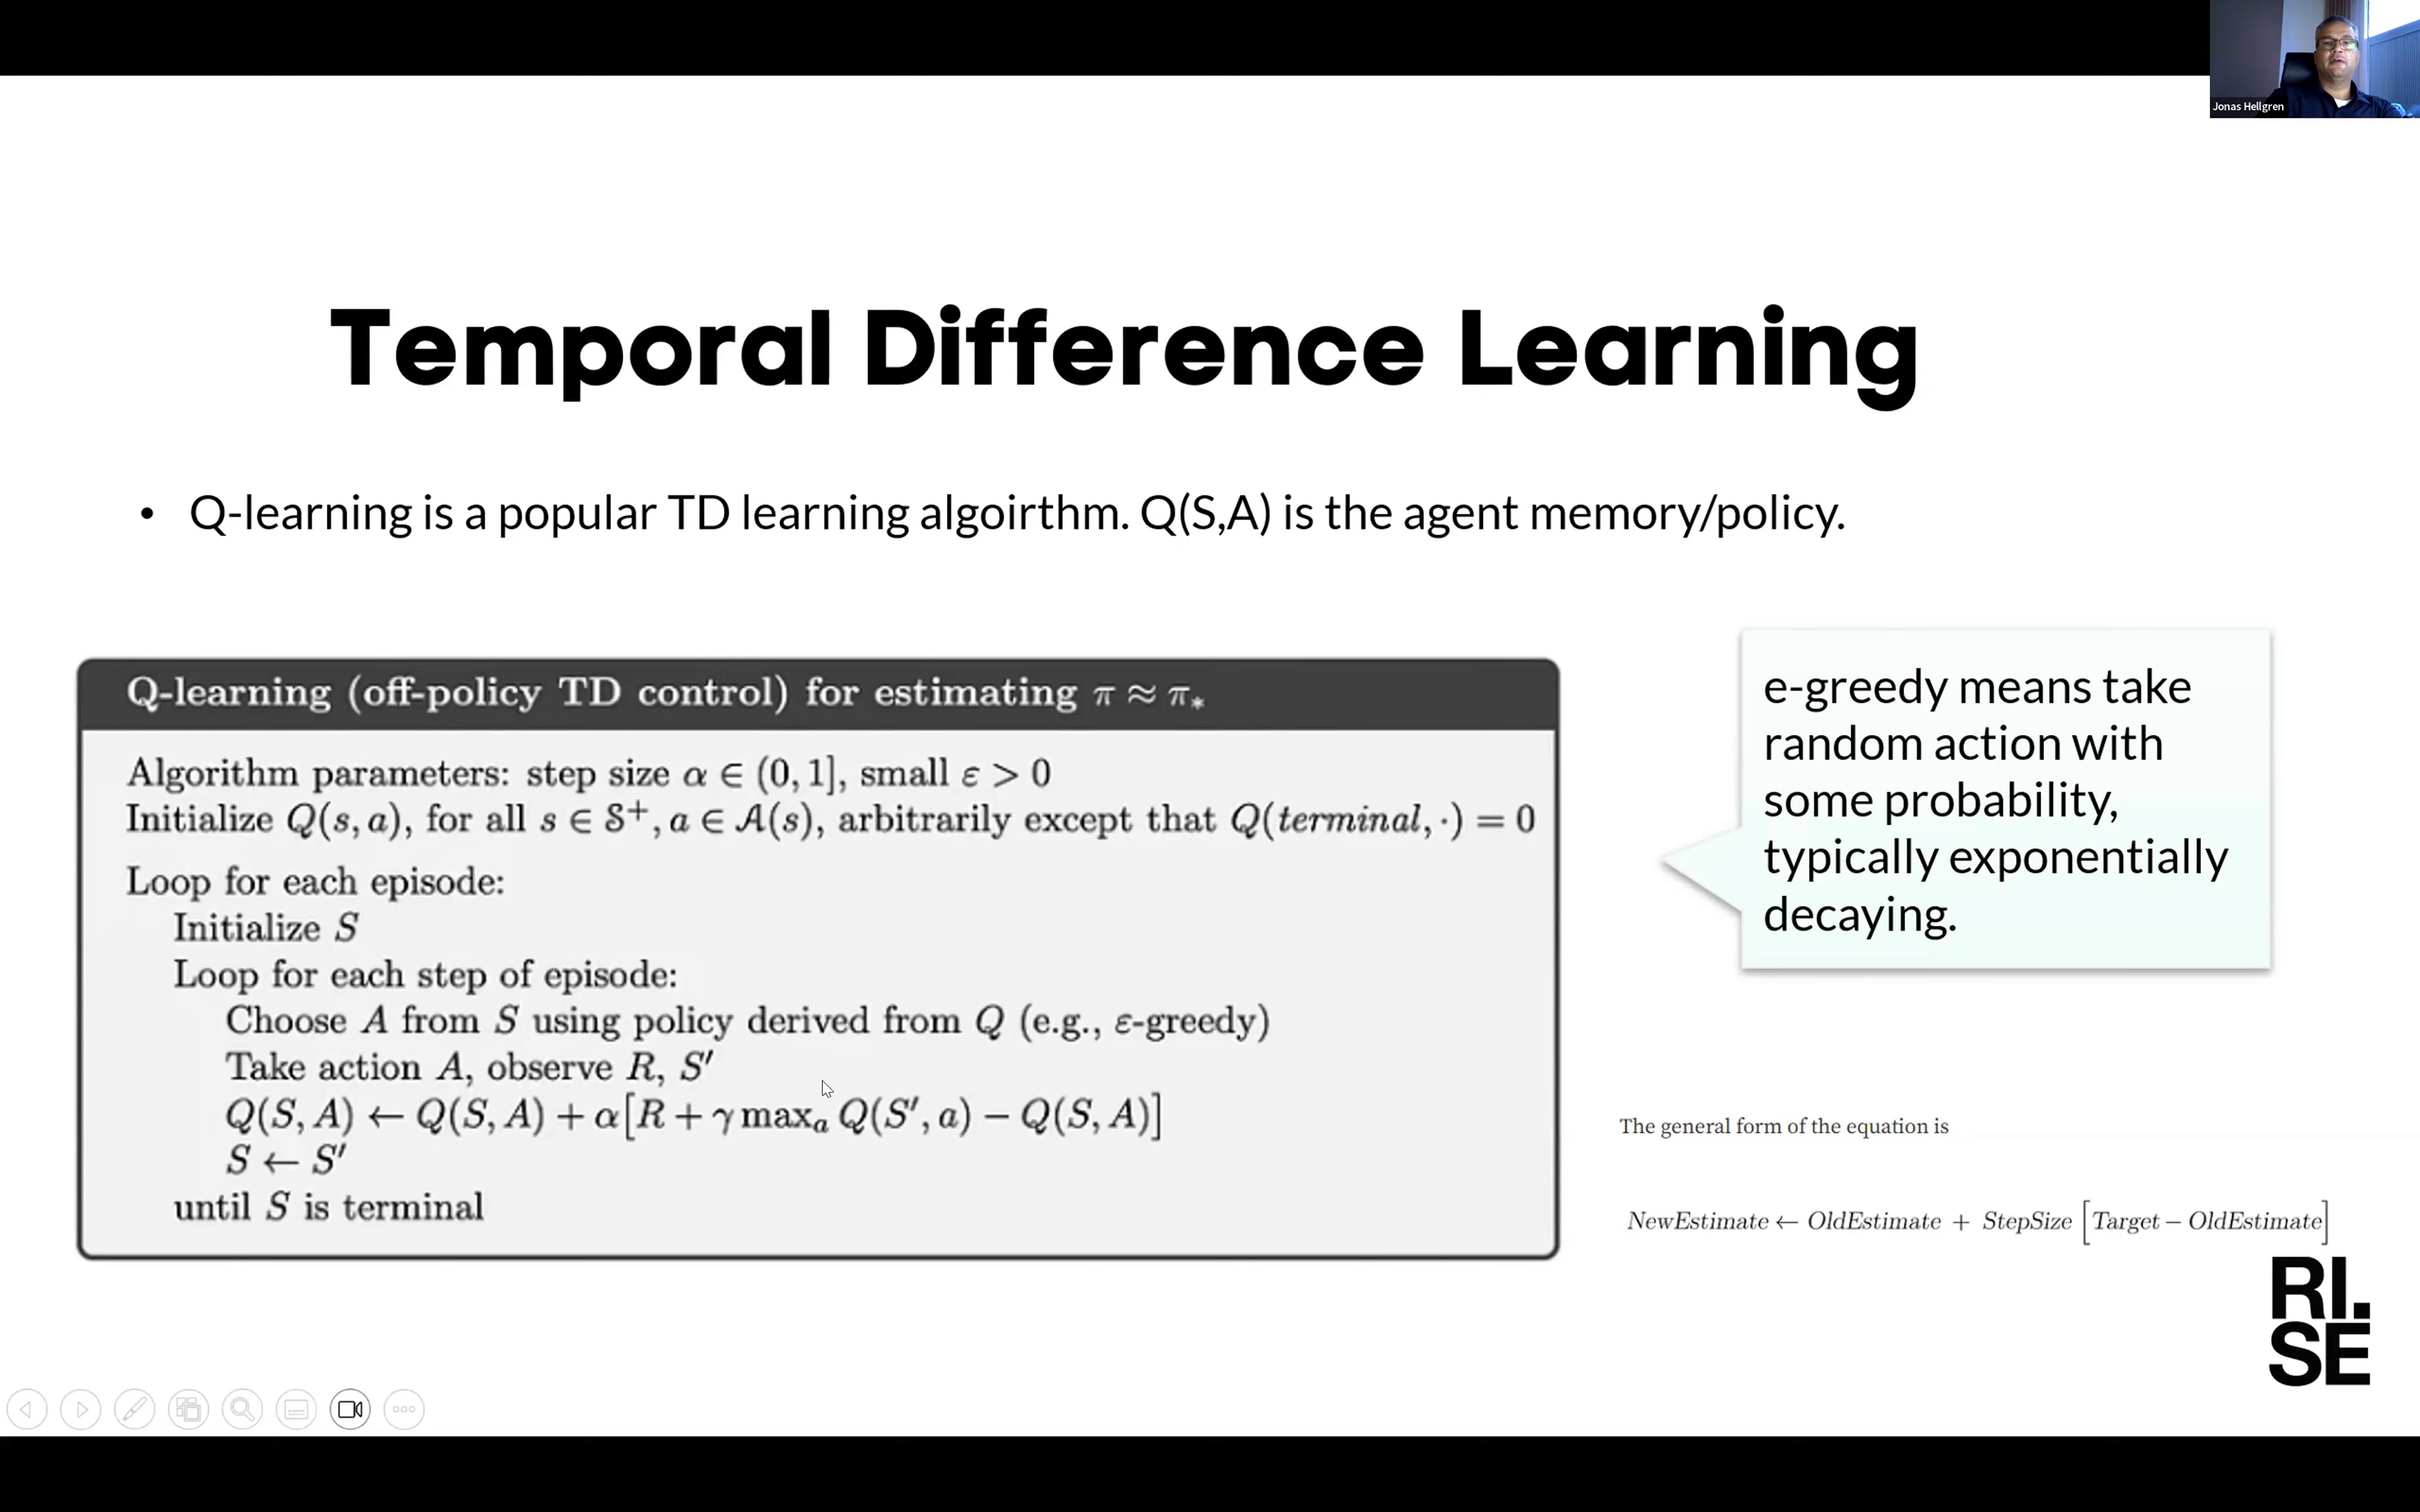 Jonas Hellgren
Temporal Difference Learning
• Q-learning is a popular TD learning algoirthm. Q(S,A) is the agent memory/policy.
Q-learning (off-policy TD control) for estimating π ≈ π*
Algorithm parameters: step size α ∈ (0, 1], small ε > 0
Initialize Q(s, a), for all s ∈ S⁺, a ∈ A(s), arbitrarily except that Q(terminal, ·) = 0
Loop for each episode:
Initialize S
Loop for each step of episode:
Choose A from S using policy derived from Q (e.g., ε-greedy)
Take action A, observe R, S′
Q(S, A) ← Q(S, A) + α[R + γ maxₐ Q(S′, a) − Q(S, A)]
S ← S′
until S is terminal
e-greedy means take
random action with
some probability,
typically exponentially
decaying.
The general form of the equation is
NewEstimate ← OldEstimate + StepSize [Target − OldEstimate]
RI.
SE